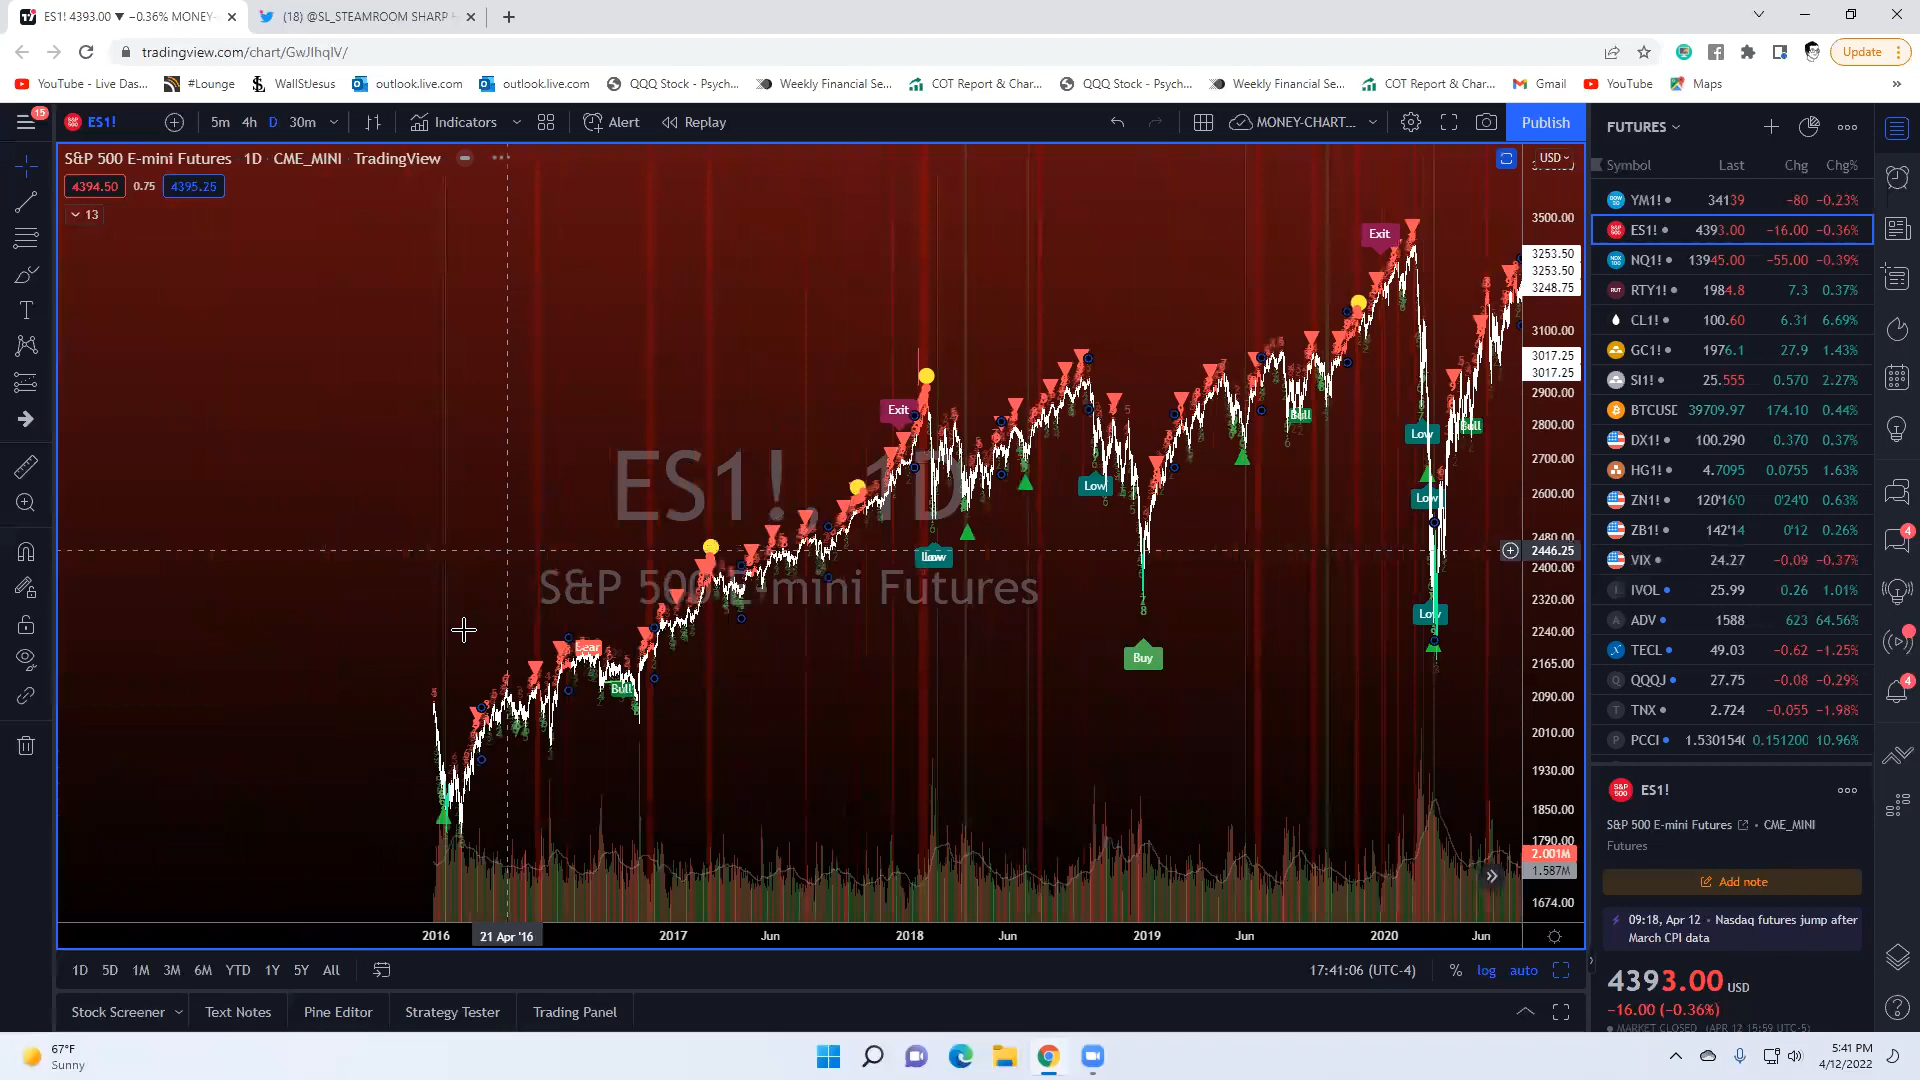 ES1! 4393.00 ▼ −0.36% MONEY-
(18) @SL_STEAMROOM SHARP
tradingview.com/chart/GwJIhqIV/
Update
YouTube - Live Das...
#Lounge
WallStJesus
outlook.live.com
outlook.live.com
QQQ Stock - Psych...
Weekly Financial Se...
COT Report & Char...
QQQ Stock - Psych...
Weekly Financial Se...
COT Report & Char...
Gmail
YouTube
Maps
15
ES1!
5m 4h D 30m
Indicators
Alert
Replay
MONEY-CHART...
Publish
S&P 500 E-mini Futures 1D CME_MINI TradingView
4394.50 0.75 4395.25
13
USD
3500.00
3253.50
3253.50
3248.75
3100.00
3017.25
3017.25
2900.00
2800.00
2700.00
2600.00
2480.00
2446.25
2400.00
2320.00
2240.00
2165.00
2090.00
2010.00
1930.00
1850.00
1790.00
2.001M
1.587M
1674.00
Exit
Exit
Low
Low
Low
Low
Low
Bull
Bull
Bull
Buy
ES1!, 1D
S&P 500 E-mini Futures
2016 21 Apr '16 2017 Jun 2018 Jun 2019 Jun 2020 Jun
1D 5D 1M 3M 6M YTD 1Y 5Y All
17:41:06 (UTC-4) % log auto
Stock Screener Text Notes Pine Editor Strategy Tester Trading Panel
FUTURES
Symbol Last Chg Chg%
YM1! 34139 −80 −0.23%
ES1! 4393.00 −16.00 −0.36%
NQ1! 13945.00 −55.00 −0.39%
RTY1! 1984.8 7.3 0.37%
CL1! 100.60 6.31 6.69%
GC1! 1976.1 27.9 1.43%
SI1! 25.555 0.570 2.27%
BTCUSD 39709.97 174.10 0.44%
DX1! 100.290 0.370 0.37%
HG1! 4.7095 0.0755 1.63%
ZN1! 120'16'0 0'24'0 0.63%
ZB1! 142'14 0'12 0.26%
VIX 24.27 −0.09 −0.37%
IVOL 25.99 0.26 1.01%
ADV 1588 623 64.56%
TECL 49.03 −0.62 −1.25%
QQQJ 27.75 −0.08 −0.29%
TNX 2.724 −0.055 −1.98%
PCCI 1.530154( 0.151200 10.96%
ES1!
S&P 500 E-mini Futures • CME_MINI
Futures
Add note
09:18, Apr 12 • Nasdaq futures jump after
March CPI data
4393.00 USD
−16.00 (−0.36%)
MARKET CLOSED (APR 12 15:59 UTC-5)
4
4
67°F
Sunny
5:41 PM
4/12/2022